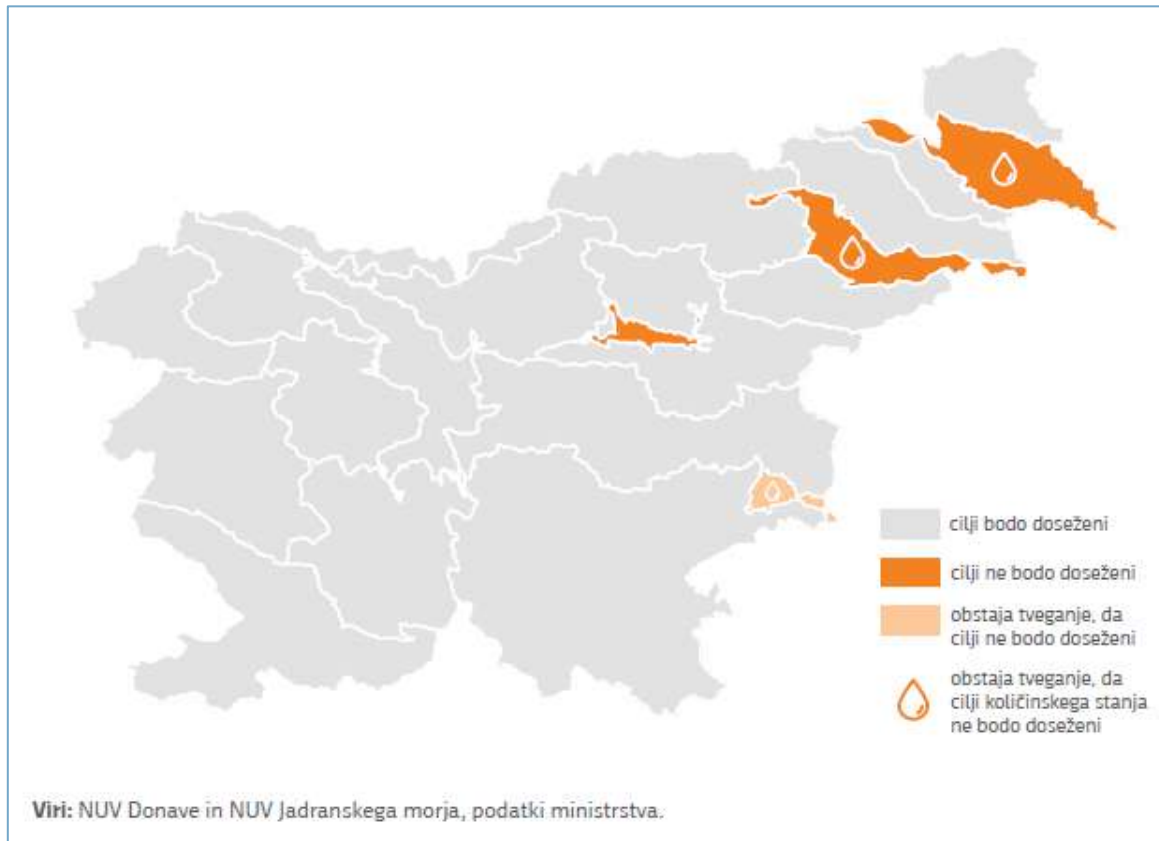 cilji bodo doseženi
cilji ne bodo doseženi
obstaja tveganje, da
cilji ne bodo doseženi
obstaja tveganje, da
cilji količinskega stanja
ne bodo doseženi
Viri: NUV Donave in NUV Jadranskega morja, podatki ministrstva.